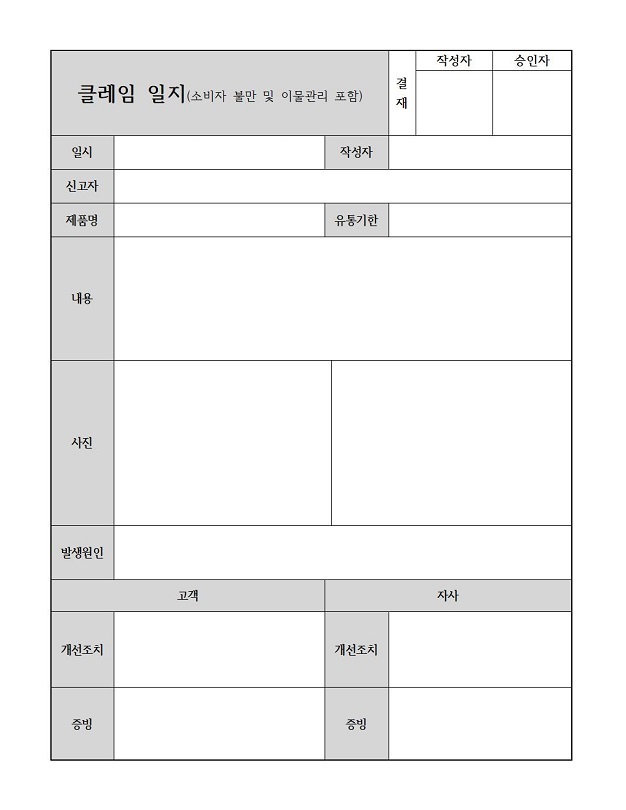 클레임 일지(소비자 불만 및 이물관리 포함)
결재
작성자
승인자
일시
작성자
신고자
제품명
유통기한
내용
사진
발생원인
고객
자사
개선조치
개선조치
증빙
증빙